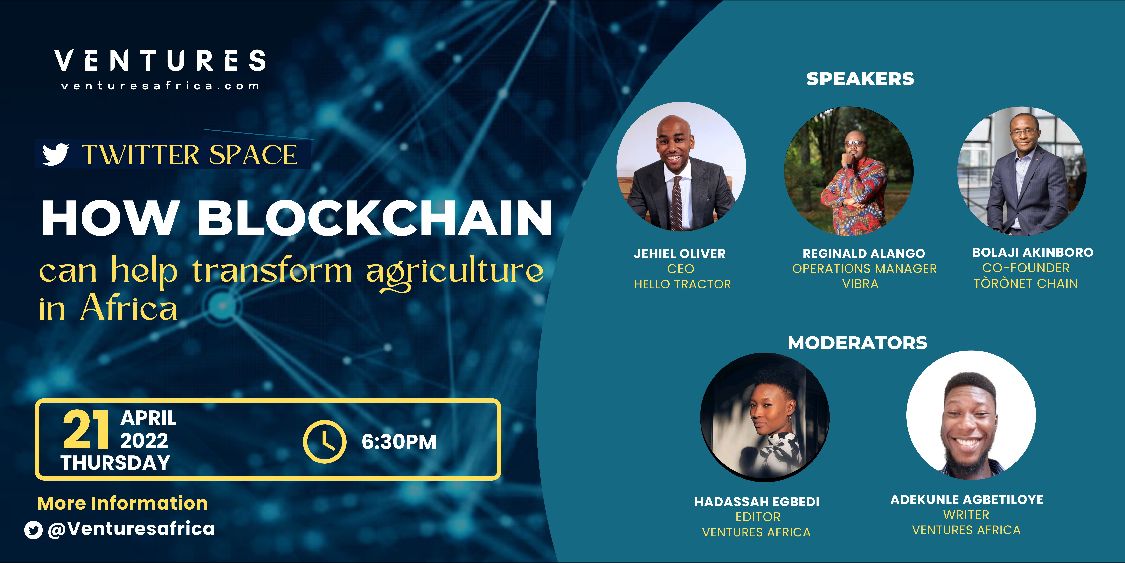 VENTURES
venturesafrica.com
TWITTER SPACE
HOW BLOCKCHAIN
can help transform agriculture
in Africa
21 APRIL
2022
THURSDAY
6:30PM
More Information
@Venturesafrica
SPEAKERS
JEHIEL OLIVER
CEO
HELLO TRACTOR
REGINALD ALANGO
OPERATIONS MANAGER
VIBRA
BOLAJI AKINBORO
CO-FOUNDER
TÒRÒNET CHAIN
MODERATORS
HADASSAH EGBEDI
EDITOR
VENTURES AFRICA
ADEKUNLE AGBETILOYE
WRITER
VENTURES AFRICA